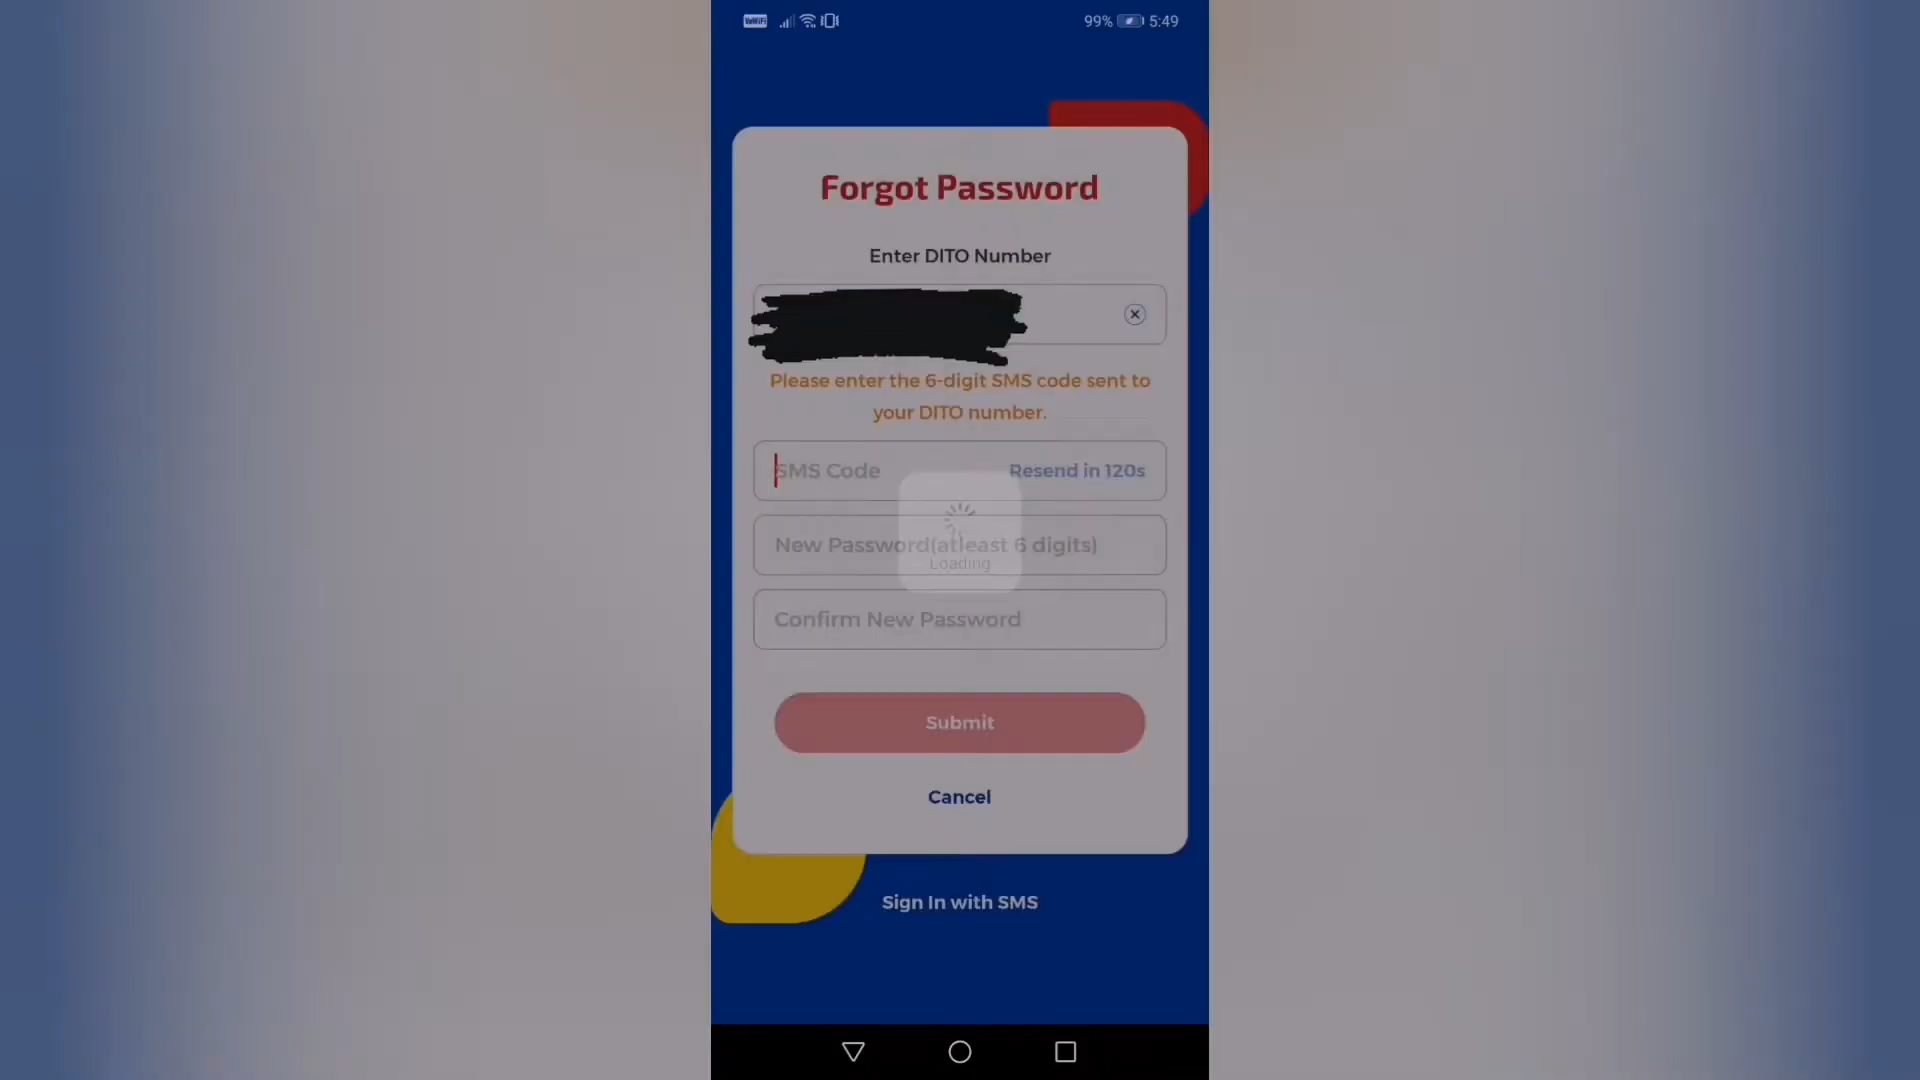 VoWiFi
99% 5:49
Forgot Password
Enter DITO Number
Please enter the 6-digit SMS code sent to
your DITO number.
SMS Code
Resend in 120s
New Password(atleast 6 digits)
Loading
Confirm New Password
Submit
Cancel
Sign In with SMS